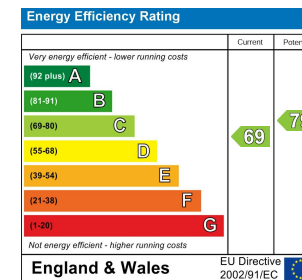 Energy Efficiency Rating
Current
Very energy efficient - lower running costs
(92 plus) A
(81-91) B
(69-80) C
(55-68) D
(39-54) E
(21-38) F
(1-20) G
69
Not energy efficient - higher running costs
England & Wales
EU Directive
2002/91/EC